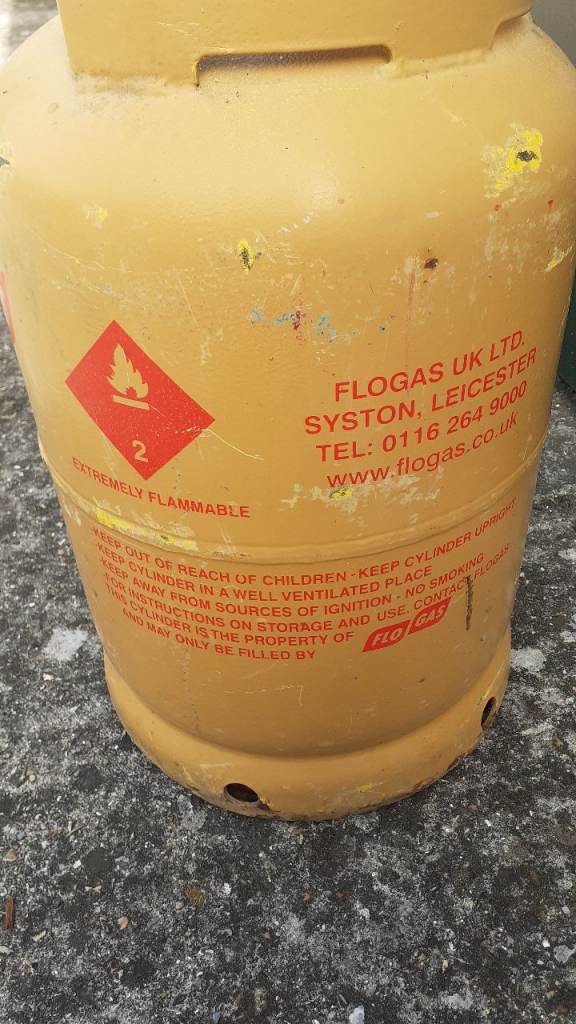 2
EXTREMELY FLAMMABLE
FLOGAS UK LTD.
SYSTON, LEICESTER
TEL: 0116 264 9000
www.flogas.co.uk
·KEEP OUT OF REACH OF CHILDREN - KEEP CYLINDER UPRIGHT
·KEEP CYLINDER IN A WELL VENTILATED PLACE
·KEEP AWAY FROM SOURCES OF IGNITION - NO SMOKING
·FOR INSTRUCTIONS ON STORAGE AND USE. CONTACT FLOGAS
THIS CYLINDER IS THE PROPERTY OF FLO GAS
AND MAY ONLY BE FILLED BY